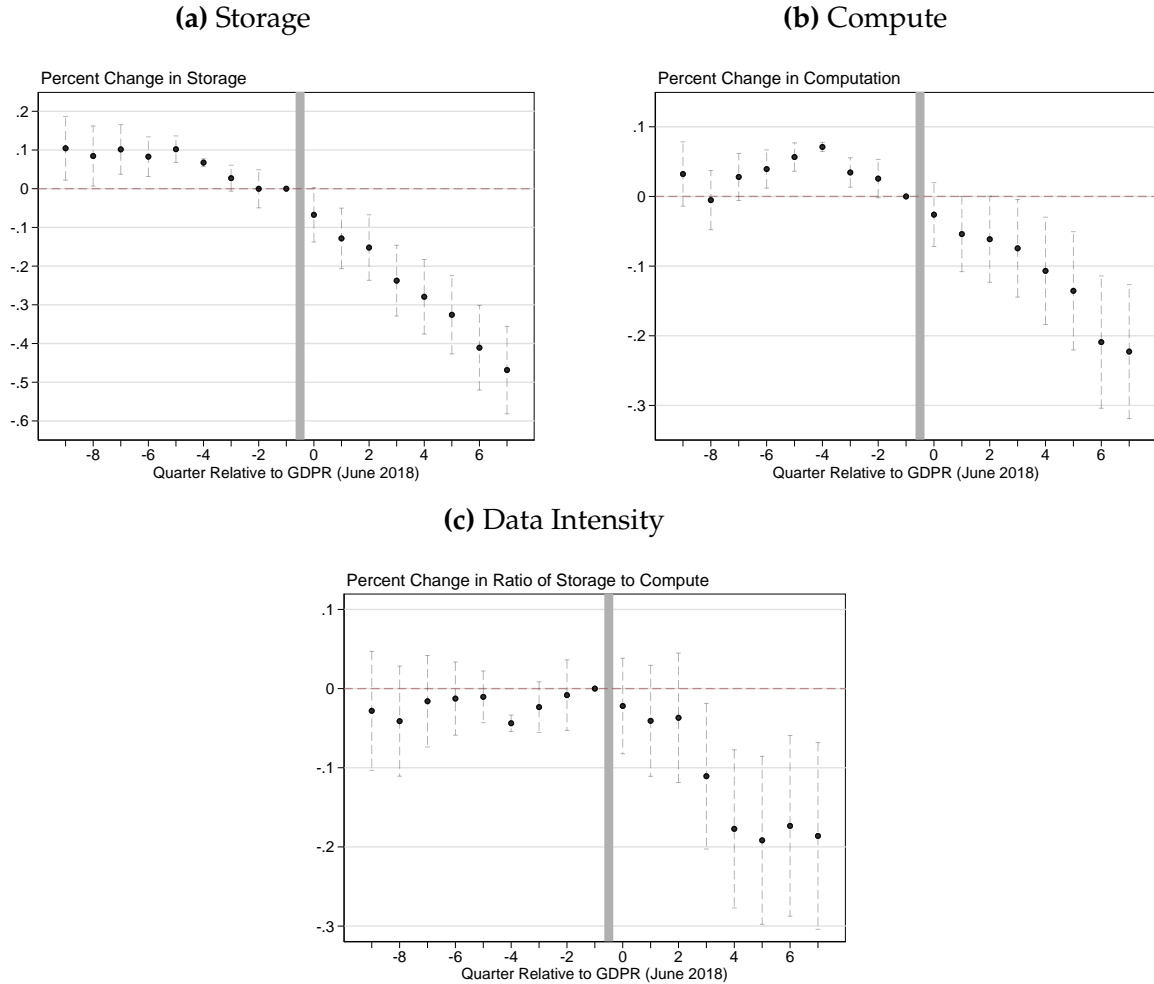 (a) Storage
(b) Compute
Percent Change in Storage
.2
.1
0
-.1
-.2
-.3
-.4
-.5
-.6
-8 -6 -4 -2 0 2 4 6
Quarter Relative to GDPR (June 2018)
Percent Change in Computation
.1
0
-.1
-.2
-.3
-8 -6 -4 -2 0 2 4 6
Quarter Relative to GDPR (June 2018)
(c) Data Intensity
Percent Change in Ratio of Storage to Compute
.1
0
-.1
-.2
-.3
-8 -6 -4 -2 0 2 4 6
Quarter Relative to GDPR (June 2018)